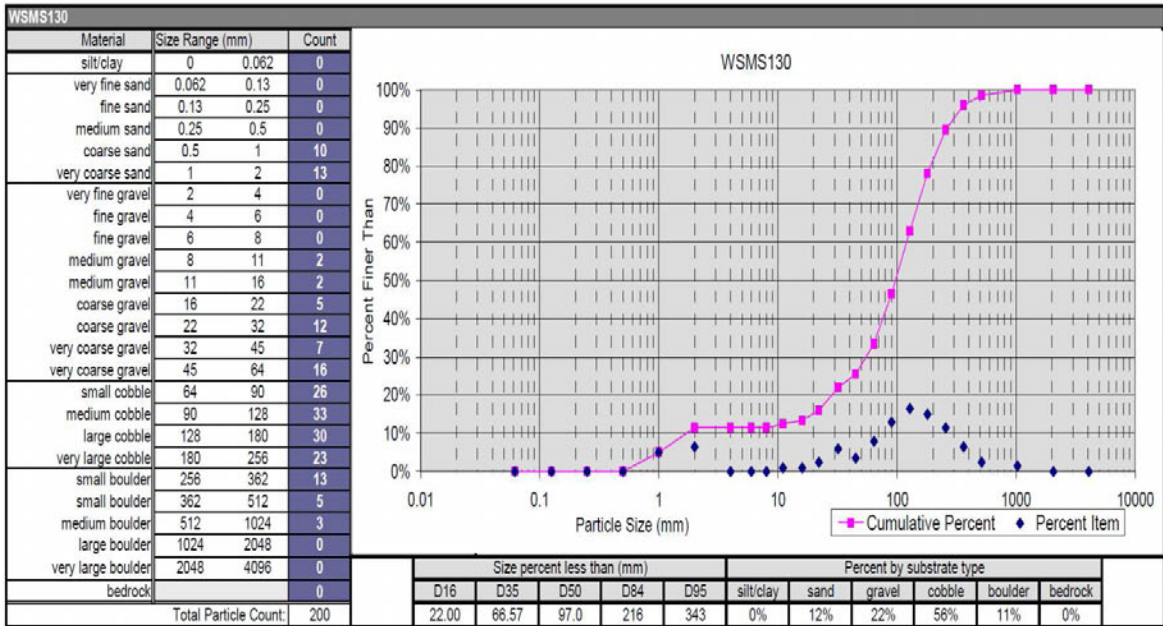 WSMS130
Material Size Range (mm) Count
silt/clay 0 0.062 0
very fine sand 0.062 0.13 0
fine sand 0.13 0.25 0
medium sand 0.25 0.5 0
coarse sand 0.5 1 10
very coarse sand 1 2 13
very fine gravel 2 4 0
fine gravel 4 6 0
fine gravel 6 8 0
medium gravel 8 11 2
medium gravel 11 16 2
coarse gravel 16 22 5
coarse gravel 22 32 12
very coarse gravel 32 45 7
very coarse gravel 45 64 16
small cobble 64 90 26
medium cobble 90 128 33
large cobble 128 180 30
very large cobble 180 256 23
small boulder 256 362 13
small boulder 362 512 5
medium boulder 512 1024 3
large boulder 1024 2048 0
very large boulder 2048 4096 0
bedrock 0
Total Particle Count: 200
WSMS130
Percent Finer Than
100%
90%
80%
70%
60%
50%
40%
30%
20%
10%
0%
0.01 0.1 1 10 100 1000 10000
Particle Size (mm)
Cumulative Percent Percent Item
Size percent less than (mm) Percent by substrate type
D16 D35 D50 D84 D95 silt/clay sand gravel cobble boulder bedrock
22.00 66.57 97.0 216 343 0% 12% 22% 56% 11% 0%